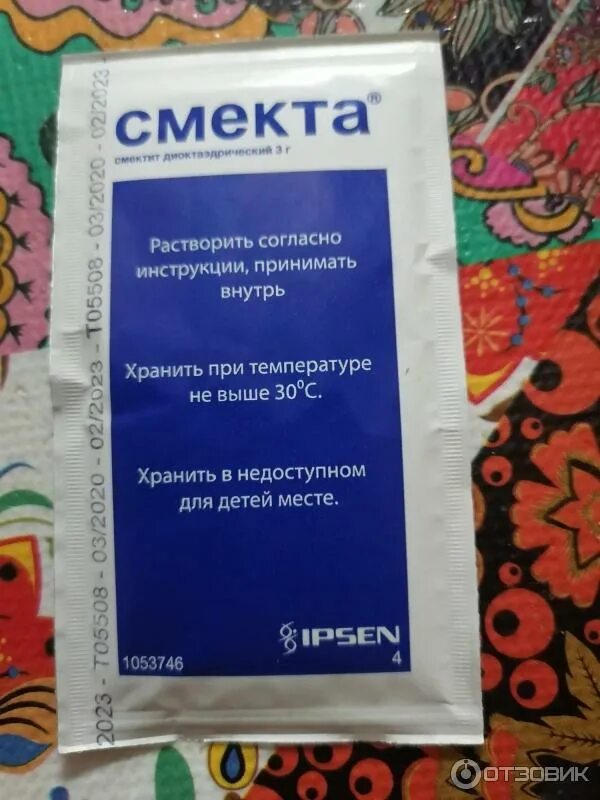 смекта®
смектит диоктаэдрический 3 г
Растворить согласно
инструкции, принимать
внутрь
Хранить при температуре
не выше 30⁰С.
Хранить в недоступном
для детей месте.
IPSEN
1053746
4
2023 - T05508 - 03/2020 - 02/2023 - T05508 - 03/2020 - 02/2023 -
ОТЗОВИК